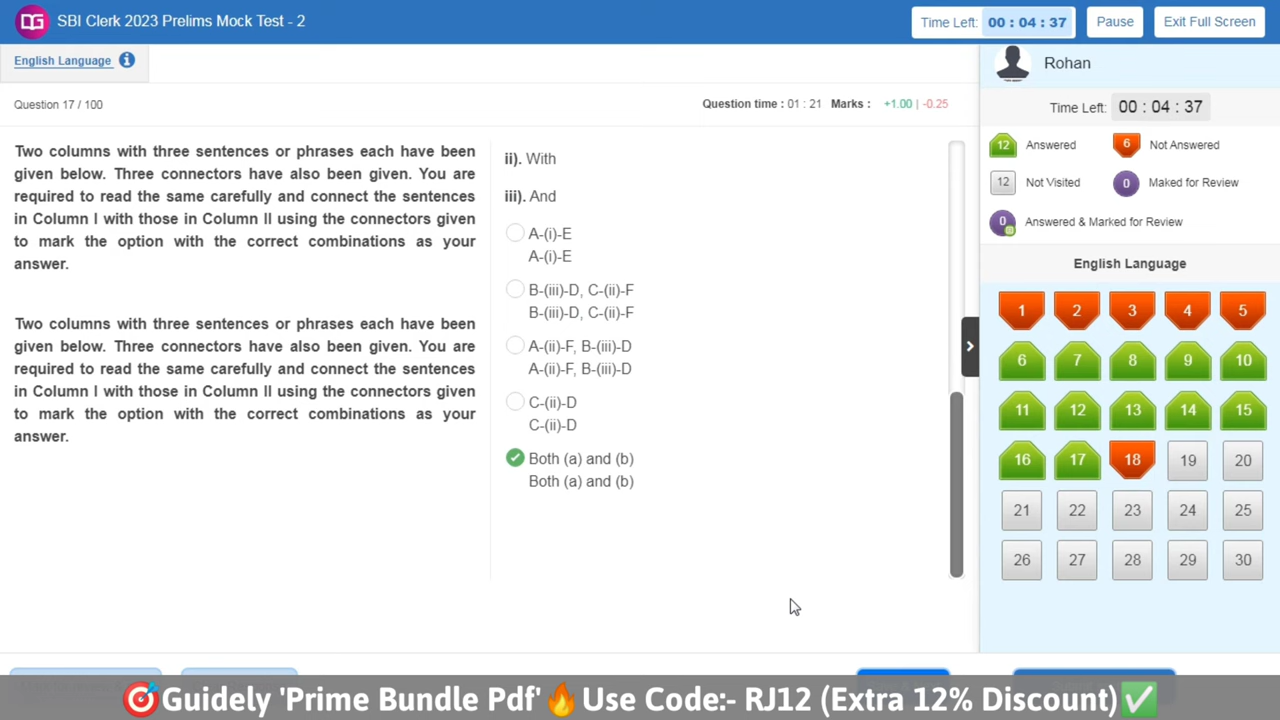 DG SBI Clerk 2023 Prelims Mock Test - 2
Time Left: 00 : 04 : 37 Pause Exit Full Screen
English Language i
Rohan
Question 17 / 100
Question time : 01 : 21 Marks : +1.00 | -0.25
Time Left: 00 : 04 : 37
12 Answered 6 Not Answered
12 Not Visited 0 Maked for Review
0 Answered & Marked for Review
Two columns with three sentences or phrases each have been
given below. Three connectors have also been given. You are
required to read the same carefully and connect the sentences
in Column I with those in Column II using the connectors given
to mark the option with the correct combinations as your
answer.
Two columns with three sentences or phrases each have been
given below. Three connectors have also been given. You are
required to read the same carefully and connect the sentences
in Column I with those in Column II using the connectors given
to mark the option with the correct combinations as your
answer.
ii). With
iii). And
A-(i)-E
A-(i)-E
B-(iii)-D, C-(ii)-F
B-(iii)-D, C-(ii)-F
A-(ii)-F, B-(iii)-D
A-(ii)-F, B-(iii)-D
C-(ii)-D
C-(ii)-D
Both (a) and (b)
Both (a) and (b)
English Language
1 2 3 4 5
6 7 8 9 10
11 12 13 14 15
16 17 18 19 20
21 22 23 24 25
26 27 28 29 30
🎯Guidely 'Prime Bundle Pdf'🔥Use Code:- RJ12 (Extra 12% Discount)✅